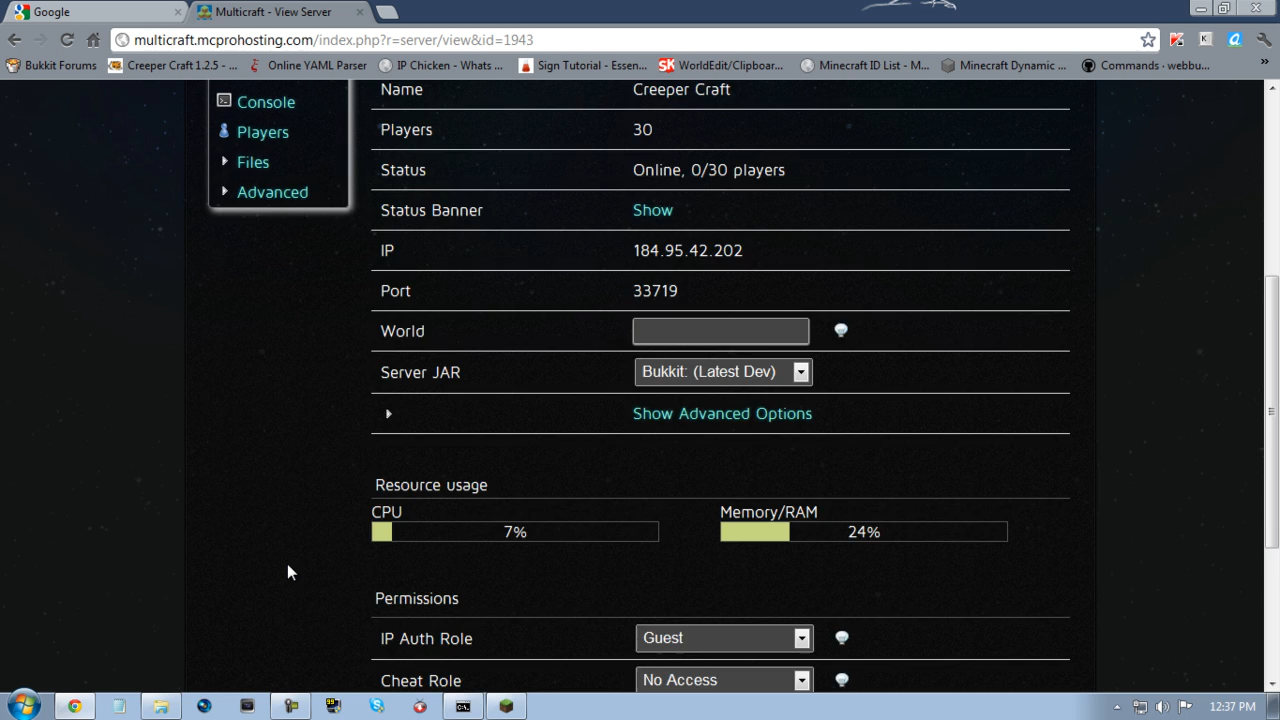 Google
Multicraft - View Server
multicraft.mcprohosting.com/index.php?r=server/view&id=1943
Bukkit Forums
Creeper Craft 1.2.5 - ...
Online YAML Parser
IP Chicken - Whats ...
Sign Tutorial - Essen...
WorldEdit/Clipboar...
Minecraft ID List - M...
Minecraft Dynamic ...
Commands · webbu...
Console
Players
Files
Advanced
Name Creeper Craft
Players 30
Status Online, 0/30 players
Status Banner Show
IP 184.95.42.202
Port 33719
World
Server JAR Bukkit: (Latest Dev)
Show Advanced Options
Resource usage
CPU Memory/RAM
7% 24%
Permissions
IP Auth Role Guest
Cheat Role No Access
12:37 PM